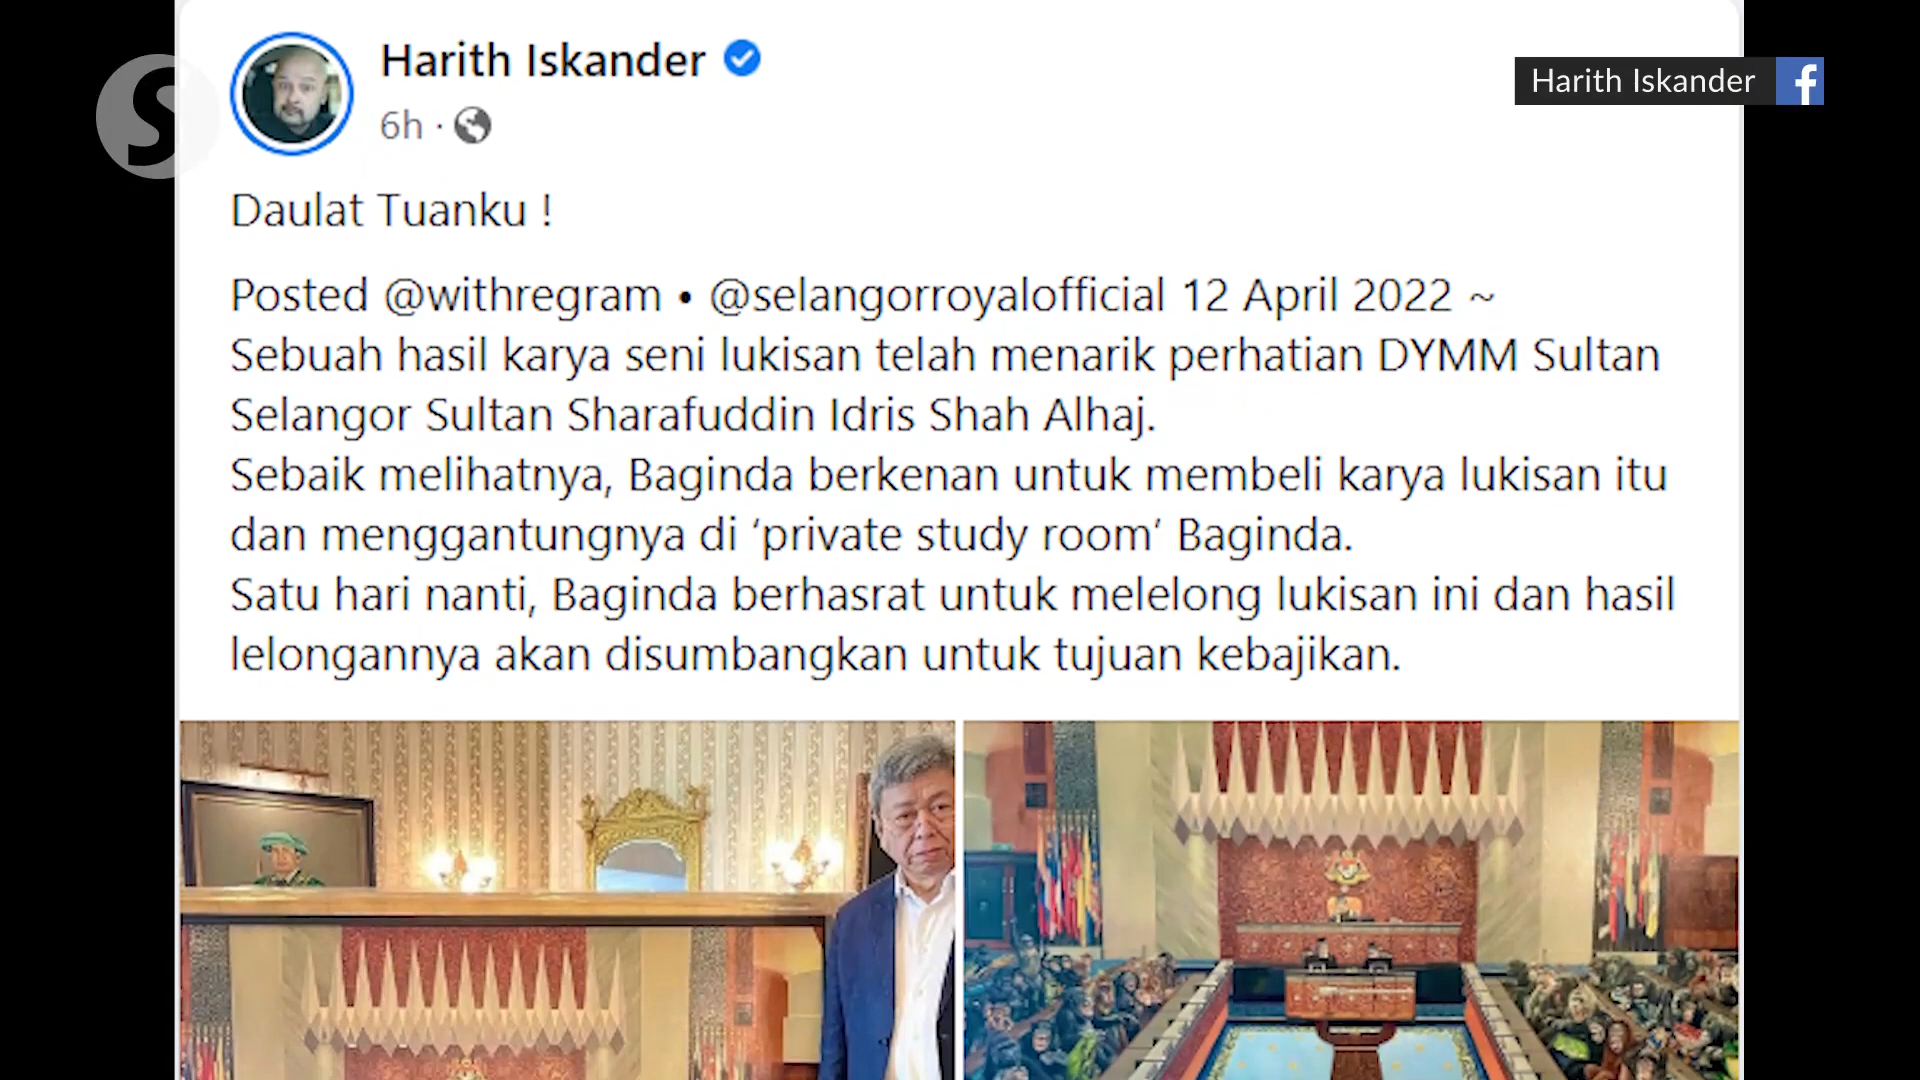 Harith Iskander
6h ·
Harith Iskander
Daulat Tuanku !
Posted @withregram • @selangorroyalofficial 12 April 2022 ~
Sebuah hasil karya seni lukisan telah menarik perhatian DYMM Sultan
Selangor Sultan Sharafuddin Idris Shah Alhaj.
Sebaik melihatnya, Baginda berkenan untuk membeli karya lukisan itu
dan menggantungnya di ‘private study room’ Baginda.
Satu hari nanti, Baginda berhasrat untuk melelong lukisan ini dan hasil
lelongannya akan disumbangkan untuk tujuan kebajikan.